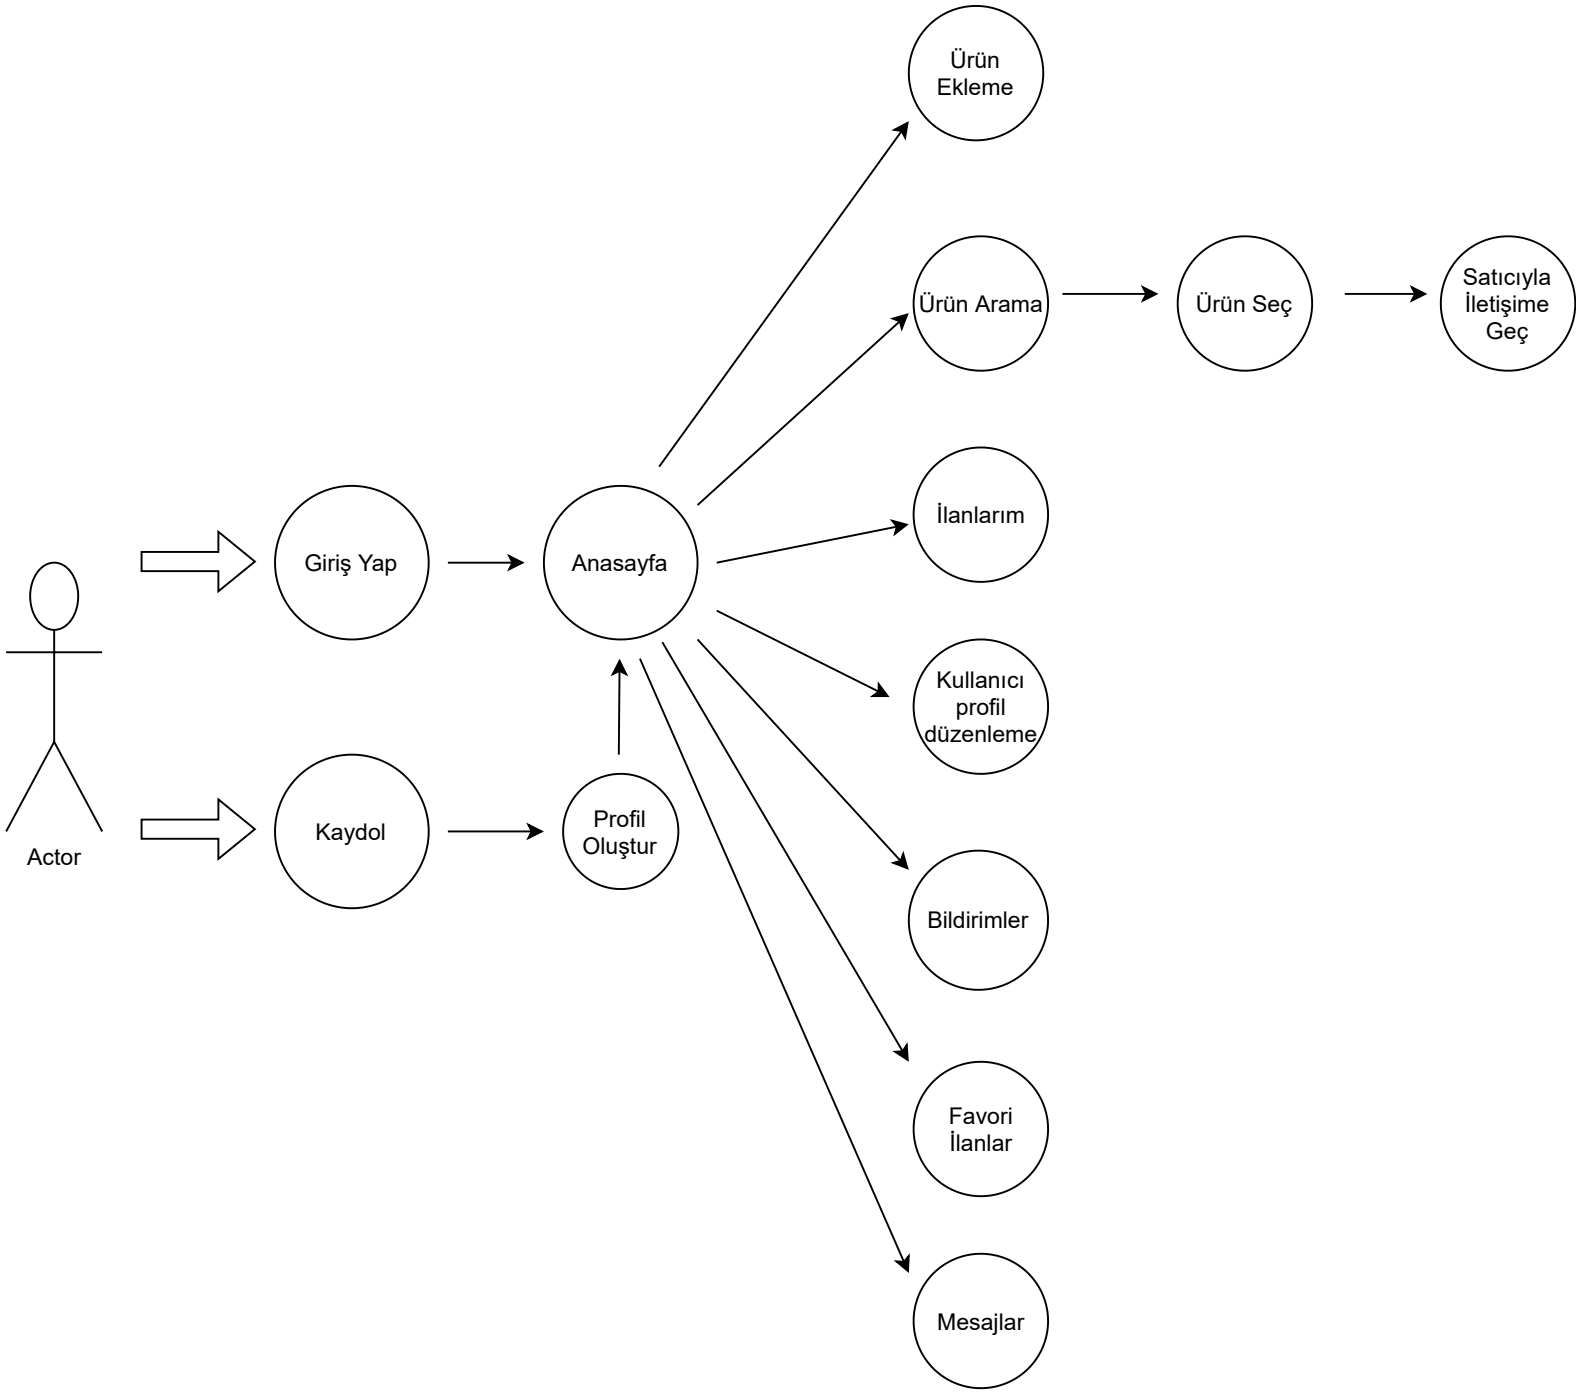 Ürün
Ekleme
Ürün Arama
Ürün Seç
Satıcıyla
İletişime
Geç
İlanlarım
Giriş Yap
Anasayfa
Kullanıcı
profil
düzenleme
Kaydol
Profil
Oluştur
Actor
Bildirimler
Favori
İlanlar
Mesajlar